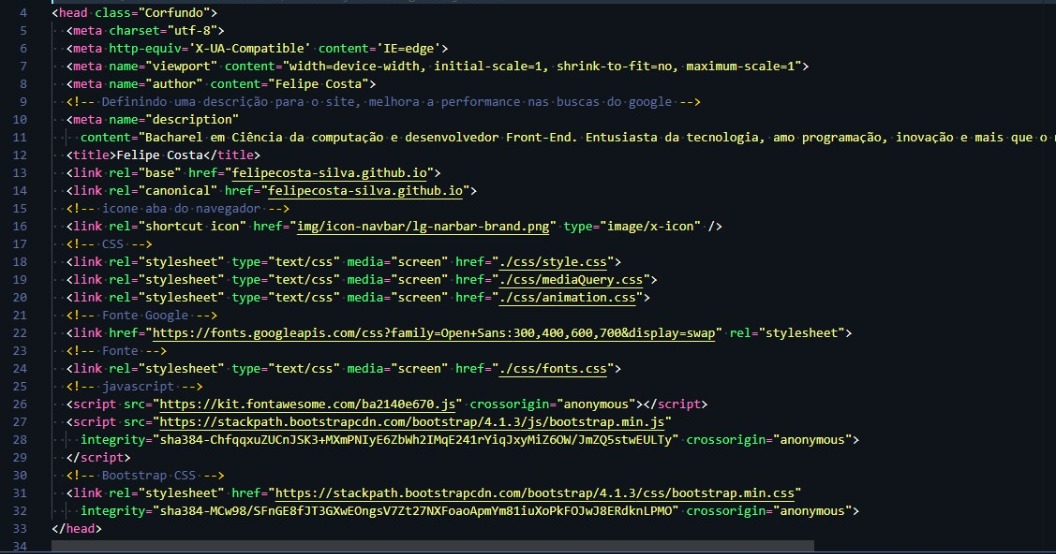 4 <head class="Corfundo">
5 <meta charset="utf-8">
6 <meta http-equiv='X-UA-Compatible' content='IE=edge'>
7 <meta name="viewport" content="width=device-width, initial-scale=1, shrink-to-fit=no, maximum-scale=1">
8 <meta name="author" content="Felipe Costa">
9 <!-- Definindo uma descrição para o site, melhora a performance nas buscas do google -->
10 <meta name="description"
11 content="Bacharel em Ciência da computação e desenvolvedor Front-End. Entusiasta da tecnologia, amo programação, inovação e mais que o
12 <title>Felipe Costa</title>
13 <link rel="base" href="felipecosta-silva.github.io">
14 <link rel="canonical" href="felipecosta-silva.github.io">
15 <!-- icone aba do navegador -->
16 <link rel="shortcut icon" href="img/icon-navbar/lg-narbar-brand.png" type="image/x-icon" />
17 <!-- CSS -->
18 <link rel="stylesheet" type="text/css" media="screen" href="./css/style.css">
19 <link rel="stylesheet" type="text/css" media="screen" href="./css/mediaQuery.css">
20 <link rel="stylesheet" type="text/css" media="screen" href="./css/animation.css">
21 <!-- Fonte Google -->
22 <link href="https://fonts.googleapis.com/css?family=Open+Sans:300,400,600,700&display=swap" rel="stylesheet">
23 <!-- Fonte -->
24 <link rel="stylesheet" type="text/css" media="screen" href="./css/fonts.css">
25 <!-- javascript -->
26 <script src="https://kit.fontawesome.com/ba2140e670.js" crossorigin="anonymous"></script>
27 <script src="https://stackpath.bootstrapcdn.com/bootstrap/4.1.3/js/bootstrap.min.js"
28 integrity="sha384-ChfqqxuZUCnJSK3+MXmPNIyE6ZbWh2IMqE241rYiqJxyMiZ6OW/JmZQ5stwEULTy" crossorigin="anonymous">
29 </script>
30 <!-- Bootstrap CSS -->
31 <link rel="stylesheet" href="https://stackpath.bootstrapcdn.com/bootstrap/4.1.3/css/bootstrap.min.css"
32 integrity="sha384-MCw98/SFnGE8fJT3GXwEOngsV7Zt27NXFoaoApmYm81iuXoPkFOJwJ8ERdknLPMO" crossorigin="anonymous">
33 </head>
34